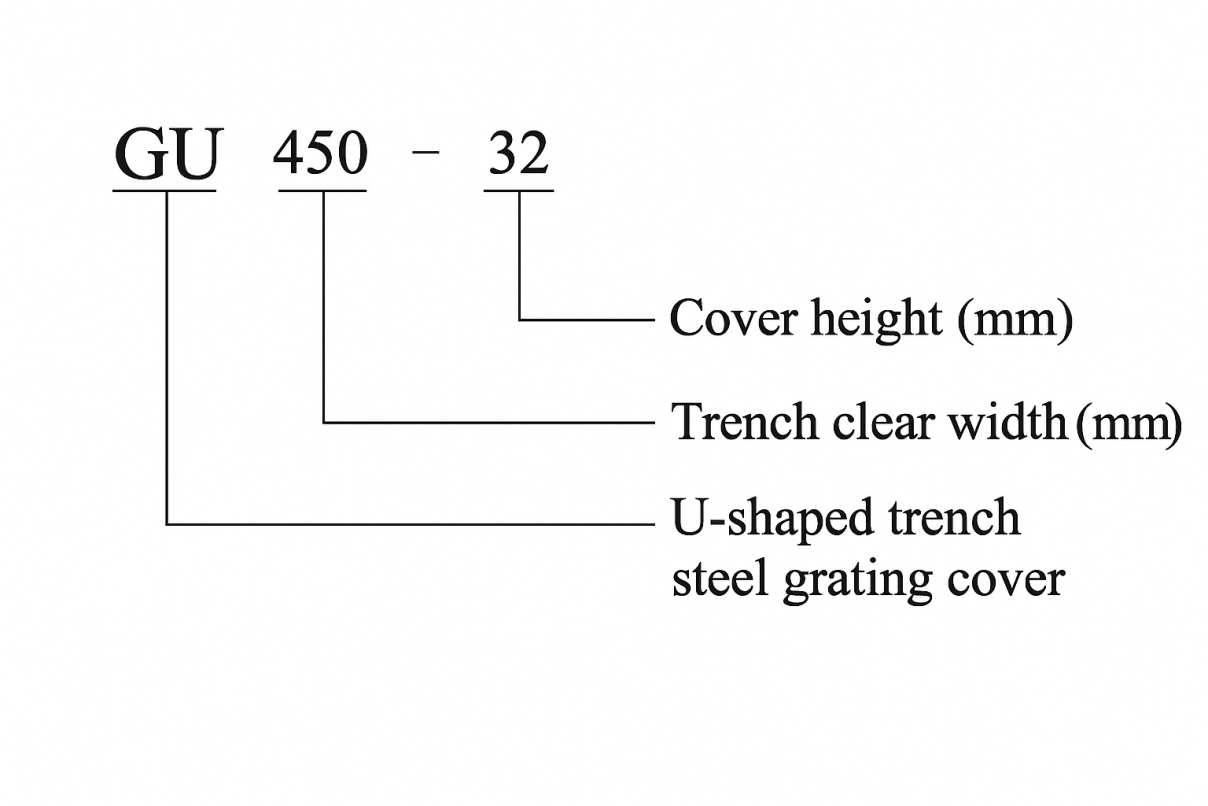 GU 450 – 32
Cover height (mm)
Trench clear width (mm)
U-shaped trench
steel grating cover